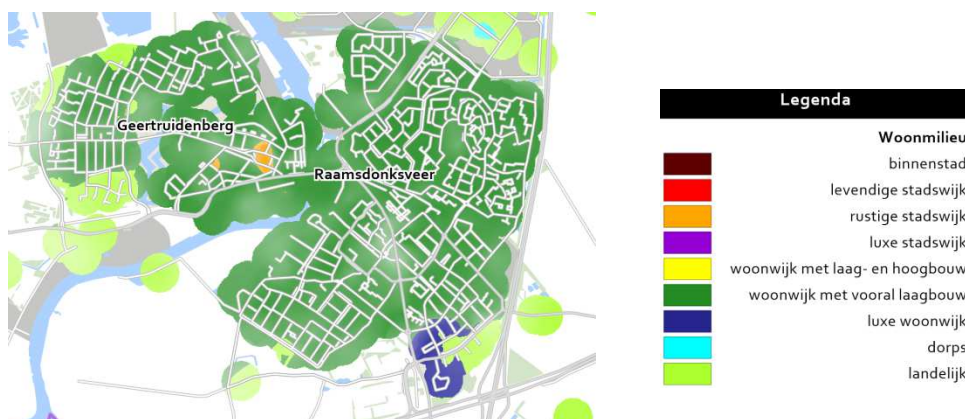 Geertruidenberg
Raamsdonksveer
Legenda
Woonmilieu
binnenstad
levendige stadswijk
rustige stadswijk
luxe stadswijk
woonwijk met laag- en hoogbouw
woonwijk met vooral laagbouw
luxe woonwijk
dorps
landelijk